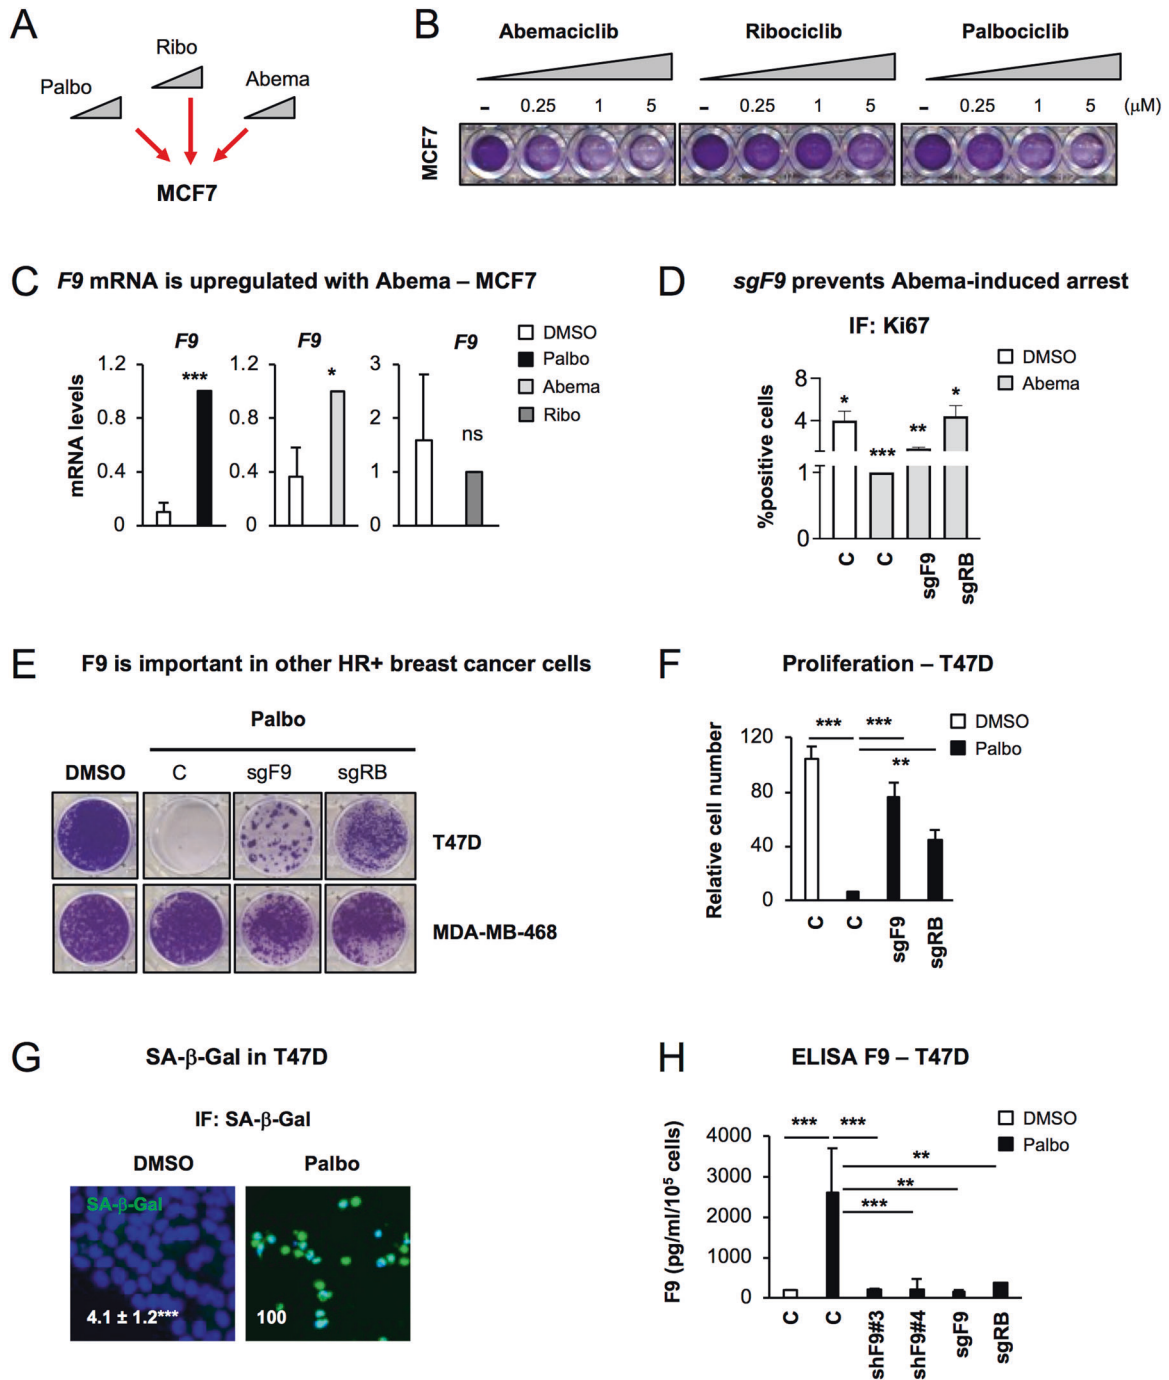 A
Ribo
Palbo
Abema
MCF7
B
Abemaciclib Ribociclib Palbociclib
– 0.25 1 5 – 0.25 1 5 – 0.25 1 5 (µM)
MCF7
C
F9 mRNA is upregulated with Abema – MCF7
mRNA levels
F9
1.2
0.8
0.4
0
***
F9
1.2
0.8
0.4
0
*
F9
3
2
1
0
ns
DMSO
Palbo
Abema
Ribo
D
sgF9 prevents Abema-induced arrest
IF: Ki67
DMSO
Abema
%positive cells
8
4
1
0
* *** ** *
C C sgF9 sgRB
E
F9 is important in other HR+ breast cancer cells
Palbo
DMSO C sgF9 sgRB
T47D
MDA-MB-468
F
Proliferation – T47D
DMSO
Palbo
Relative cell number
120
80
40
0
*** ***
**
C C sgF9 sgRB
G
SA-β-Gal in T47D
IF: SA-β-Gal
DMSO Palbo
SA-β-Gal
4.1 ± 1.2*** 100
H
ELISA F9 – T47D
DMSO
Palbo
F9 (pg/ml/10⁵ cells)
4000
3000
2000
1000
0
*** ***
**
**
***
C C shF9#3 shF9#4 sgF9 sgRB